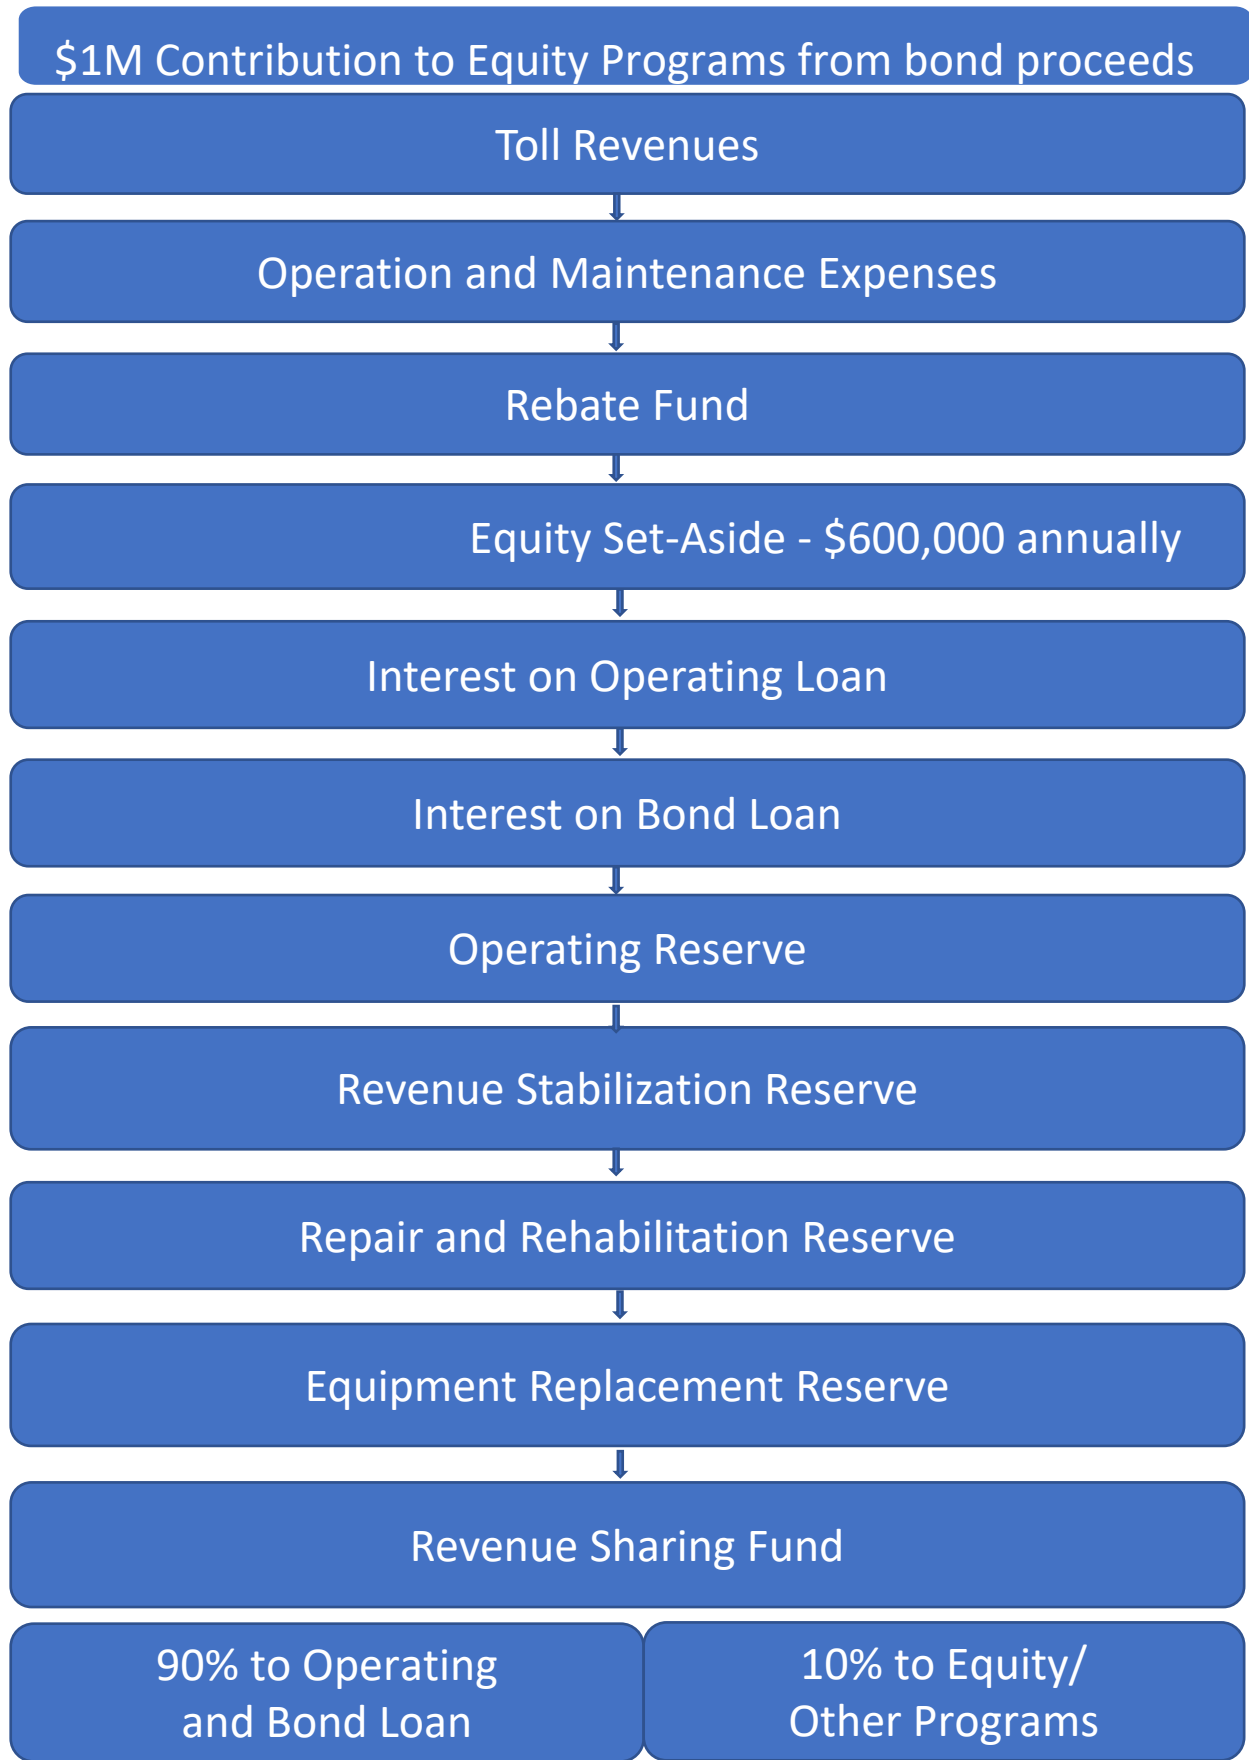 $1M Contribution to Equity Programs from bond proceeds
Toll Revenues
Operation and Maintenance Expenses
Rebate Fund
Equity Set-Aside - $600,000 annually
Interest on Operating Loan
Interest on Bond Loan
Operating Reserve
Revenue Stabilization Reserve
Repair and Rehabilitation Reserve
Equipment Replacement Reserve
Revenue Sharing Fund
90% to Operating
and Bond Loan
10% to Equity/
Other Programs